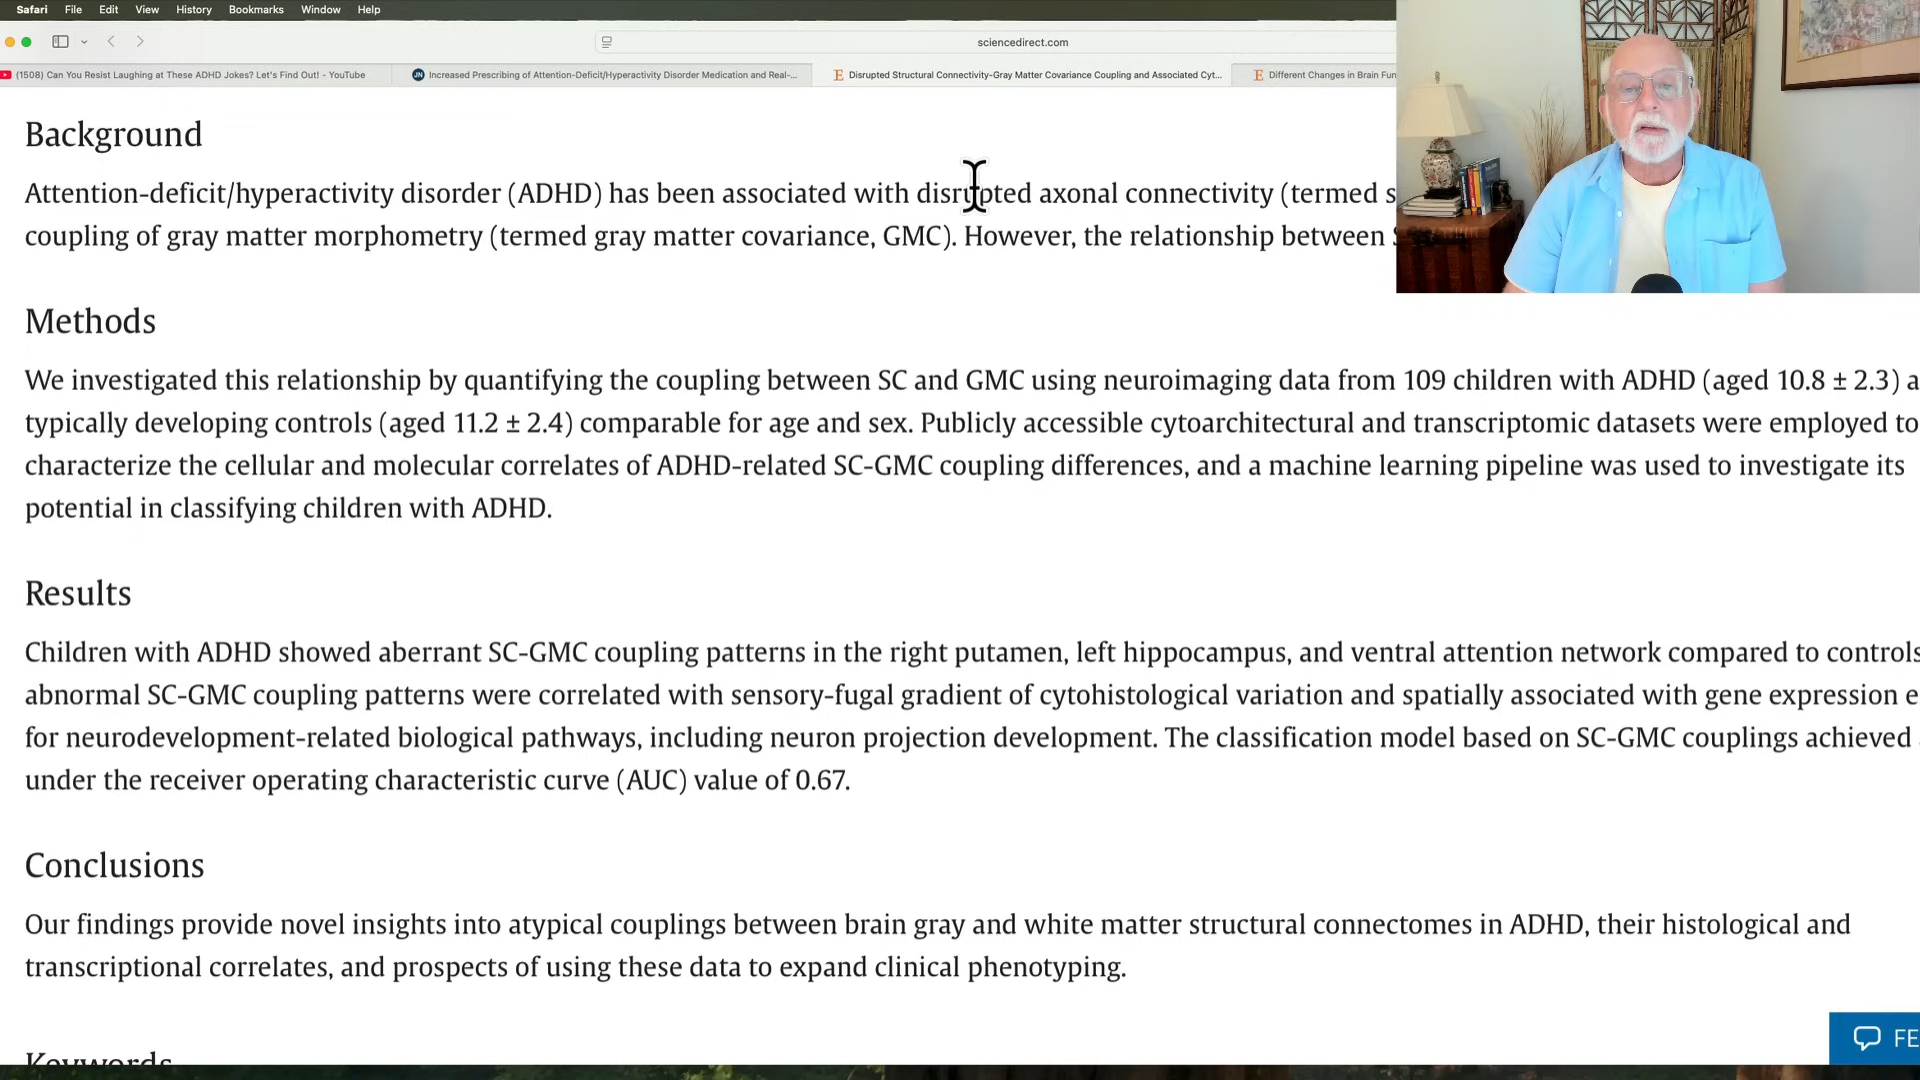 Safari File Edit View History Bookmarks Window Help
sciencedirect.com
(1508) Can You Resist Laughing at These ADHD Jokes? Let's Find Out! - YouTube
JN Increased Prescribing of Attention-Deficit/Hyperactivity Disorder Medication and Real-...
E Disrupted Structural Connectivity-Gray Matter Covariance Coupling and Associated Cyt...
E Different Changes in Brain Fun
Background
Attention-deficit/hyperactivity disorder (ADHD) has been associated with disrupted axonal connectivity (termed s
coupling of gray matter morphometry (termed gray matter covariance, GMC). However, the relationship between
Methods
We investigated this relationship by quantifying the coupling between SC and GMC using neuroimaging data from 109 children with ADHD (aged 10.8 ± 2.3) a
typically developing controls (aged 11.2 ± 2.4) comparable for age and sex. Publicly accessible cytoarchitectural and transcriptomic datasets were employed to
characterize the cellular and molecular correlates of ADHD-related SC-GMC coupling differences, and a machine learning pipeline was used to investigate its
potential in classifying children with ADHD.
Results
Children with ADHD showed aberrant SC-GMC coupling patterns in the right putamen, left hippocampus, and ventral attention network compared to controls
abnormal SC-GMC coupling patterns were correlated with sensory-fugal gradient of cytohistological variation and spatially associated with gene expression e
for neurodevelopment-related biological pathways, including neuron projection development. The classification model based on SC-GMC couplings achieved
under the receiver operating characteristic curve (AUC) value of 0.67.
Conclusions
Our findings provide novel insights into atypical couplings between brain gray and white matter structural connectomes in ADHD, their histological and
transcriptional correlates, and prospects of using these data to expand clinical phenotyping.
Keywords
FE